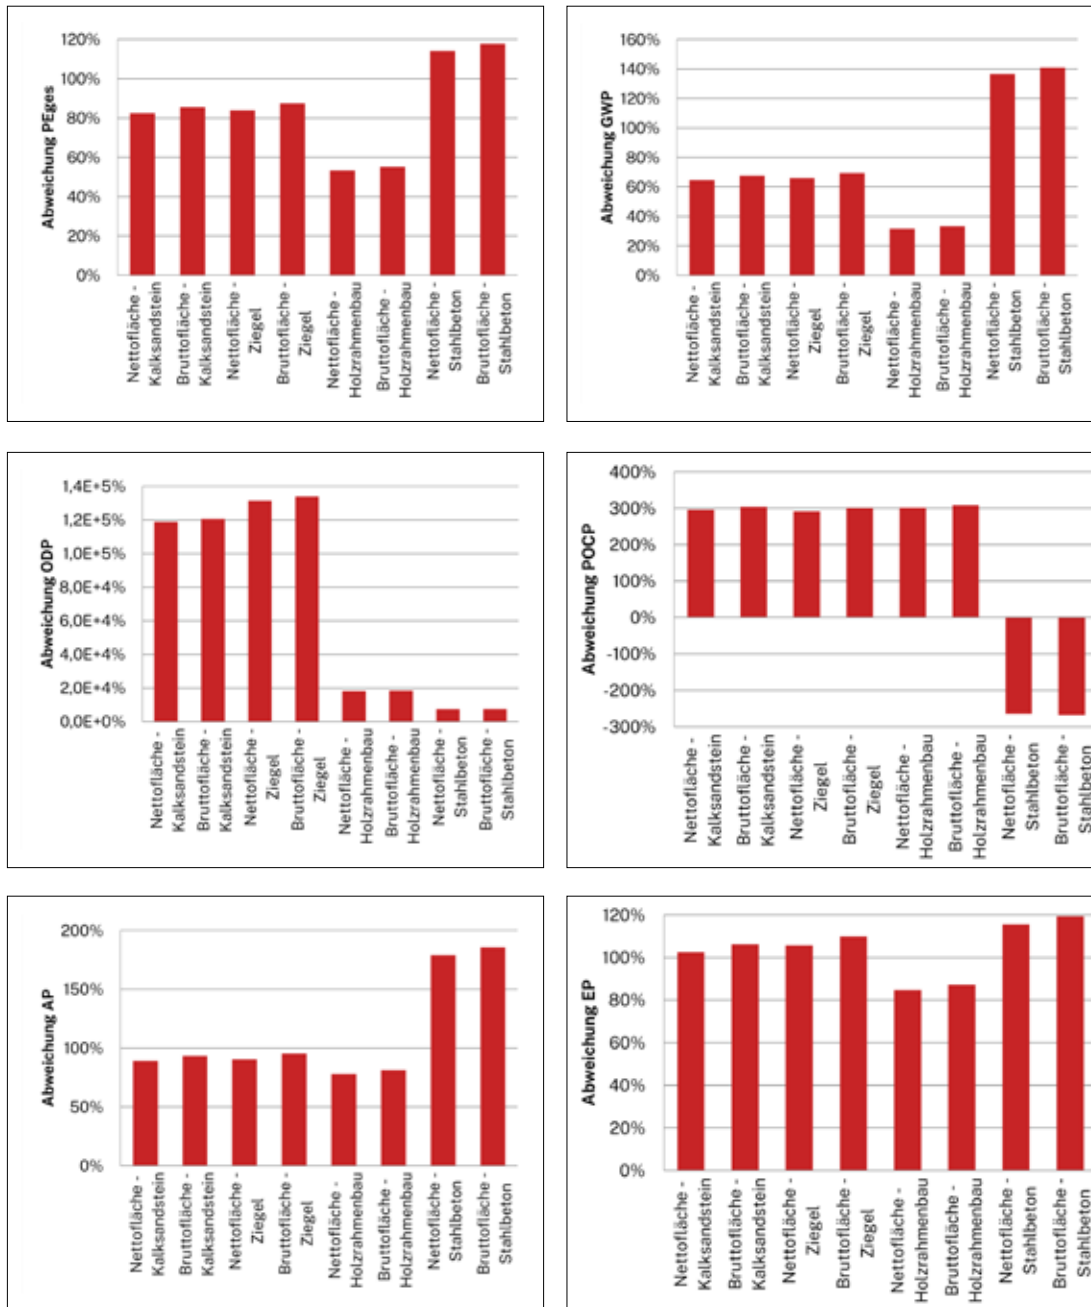 Abweichung PEges
120%
100%
80%
60%
40%
20%
0%
Nettofläche -
Kalksandstein
Bruttofläche -
Kalksandstein
Nettofläche -
Ziegel
Bruttofläche -
Ziegel
Nettofläche -
Holzrahmenbau
Bruttofläche -
Holzrahmenbau
Nettofläche -
Stahlbeton
Bruttofläche -
Stahlbeton
Abweichung GWP
160%
140%
120%
100%
80%
60%
40%
20%
0%
Nettofläche -
Kalksandstein
Bruttofläche -
Kalksandstein
Nettofläche -
Ziegel
Bruttofläche -
Ziegel
Nettofläche -
Holzrahmenbau
Bruttofläche -
Holzrahmenbau
Nettofläche -
Stahlbeton
Bruttofläche -
Stahlbeton
Abweichung ODP
1,4E+5%
1,2E+5%
1,0E+5%
8,0E+4%
6,0E+4%
4,0E+4%
2,0E+4%
0,0E+0%
Nettofläche -
Kalksandstein
Bruttofläche -
Kalksandstein
Nettofläche -
Ziegel
Bruttofläche -
Ziegel
Nettofläche -
Holzrahmenbau
Bruttofläche -
Holzrahmenbau
Nettofläche -
Stahlbeton
Bruttofläche -
Stahlbeton
Abweichung POCP
400%
300%
200%
100%
0%
-100%
-200%
-300%
Nettofläche -
Kalksandstein
Bruttofläche -
Kalksandstein
Nettofläche -
Ziegel
Bruttofläche -
Ziegel
Nettofläche -
Holzrahmenbau
Bruttofläche -
Holzrahmenbau
Nettofläche -
Stahlbeton
Bruttofläche -
Stahlbeton
Abweichung AP
200%
150%
100%
50%
0%
Nettofläche -
Kalksandstein
Bruttofläche -
Kalksandstein
Nettofläche -
Ziegel
Bruttofläche -
Ziegel
Nettofläche -
Holzrahmenbau
Bruttofläche -
Holzrahmenbau
Nettofläche -
Stahlbeton
Bruttofläche -
Stahlbeton
Abweichung EP
120%
100%
80%
60%
40%
20%
0%
Nettofläche -
Kalksandstein
Bruttofläche -
Kalksandstein
Nettofläche -
Ziegel
Bruttofläche -
Ziegel
Nettofläche -
Holzrahmenbau
Bruttofläche -
Holzrahmenbau
Nettofläche -
Stahlbeton
Bruttofläche -
Stahlbeton